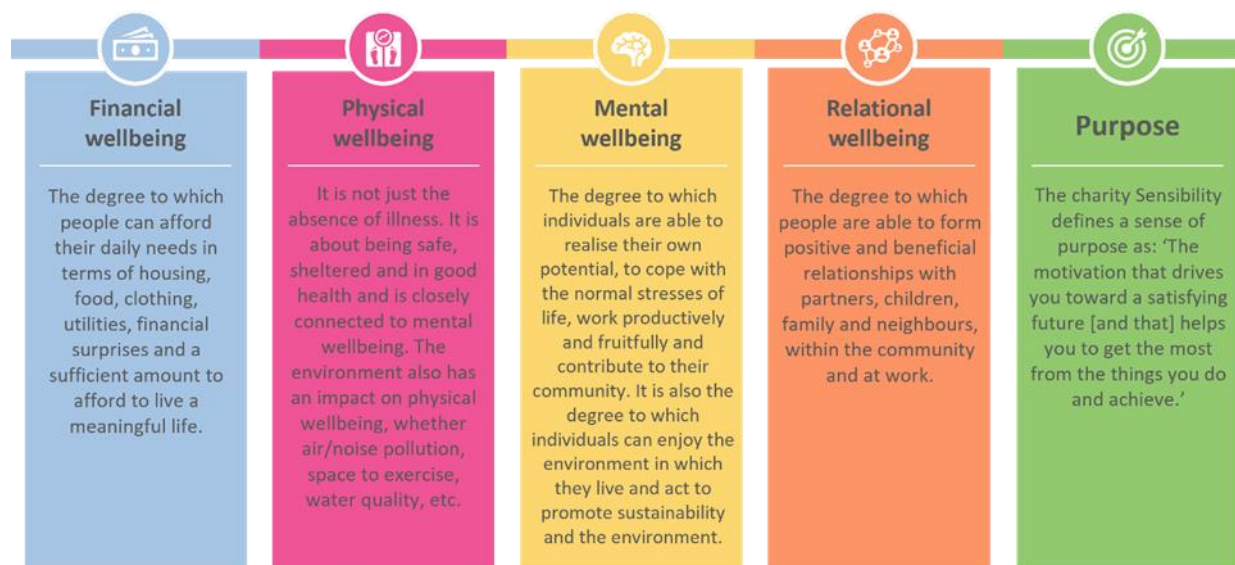 Financial
wellbeing
The degree to which
people can afford
their daily needs in
terms of housing,
food, clothing,
utilities, financial
surprises and a
sufficient amount to
afford to live a
meaningful life.
Physical
wellbeing
It is not just the
absence of illness. It is
about being safe,
sheltered and in good
health and is closely
connected to mental
wellbeing. The
environment also has
an impact on physical
wellbeing, whether
air/noise pollution,
space to exercise,
water quality, etc.
Mental
wellbeing
The degree to which
individuals are able to
realise their own
potential, to cope with
the normal stresses of
life, work productively
and fruitfully and
contribute to their
community. It is also the
degree to which
individuals can enjoy the
environment in which
they live and act to
promote sustainability
and the environment.
Relational
wellbeing
The degree to which
people are able to form
positive and beneficial
relationships with
partners, children,
family and neighbours,
within the community
and at work.
Purpose
The charity Sensibility
defines a sense of
purpose as: ‘The
motivation that drives
you toward a satisfying
future [and that] helps
you to get the most
from the things you do
and achieve.’